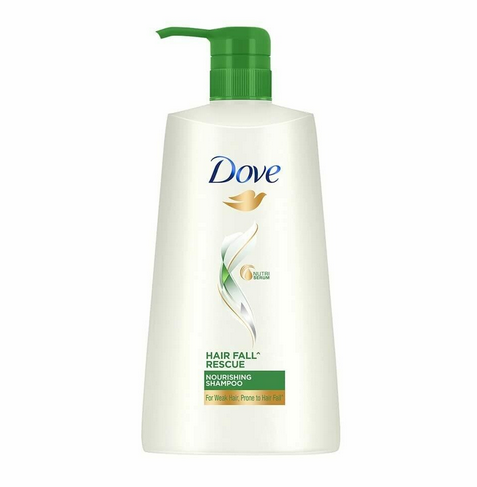 Dove
NUTRI
SERUM
HAIR FALL^
RESCUE
NOURISHING
SHAMPOO
For Weak Hair, Prone to Hair Fall^